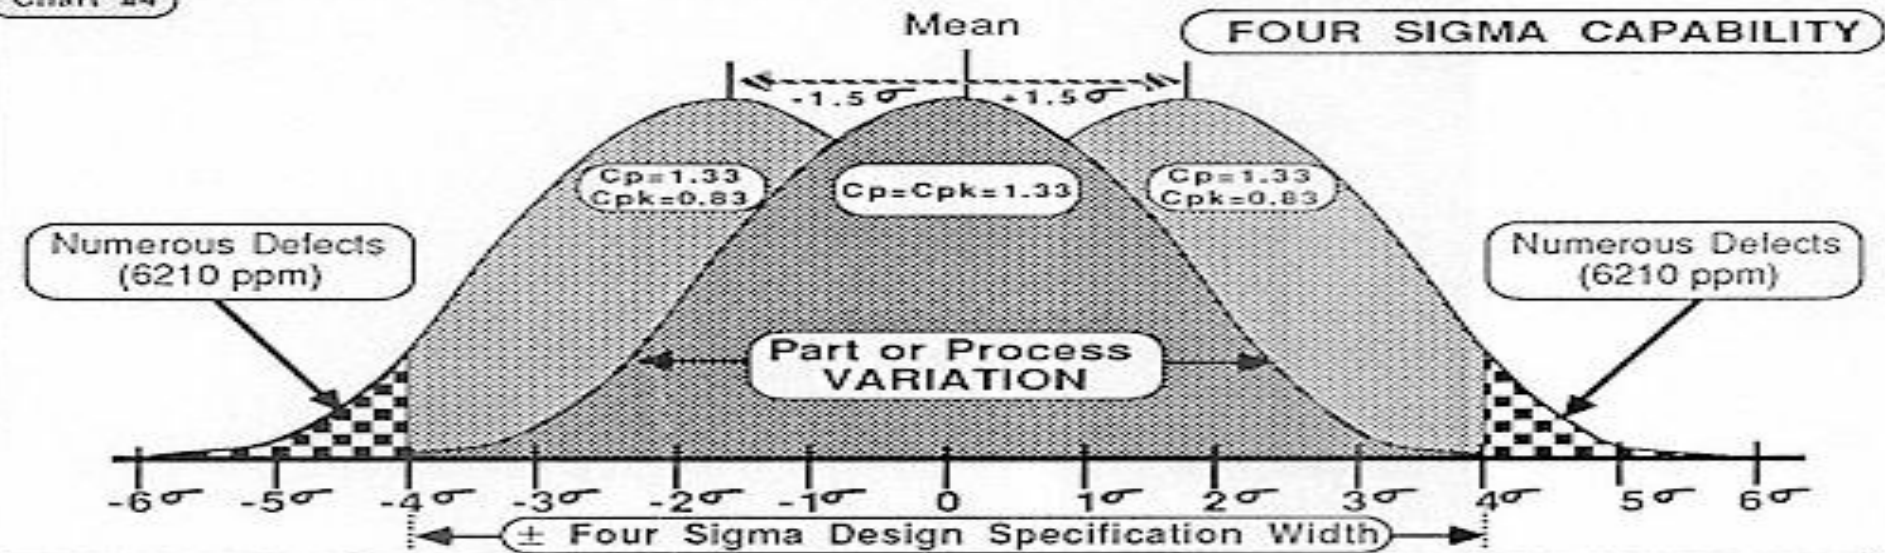 Chart 24
Mean
FOUR SIGMA CAPABILITY
-1.5σ
+1.5σ
Cp=1.33
Cpk=0.83
Cp=Cpk=1.33
Cp=1.33
Cpk=0.83
Numerous Defects
(6210 ppm)
Numerous Defects
(6210 ppm)
Part or Process
VARIATION
-6σ -5σ -4σ -3σ -2σ -1σ 0 1σ 2σ 3σ 4σ 5σ 6σ
± Four Sigma Design Specification Width